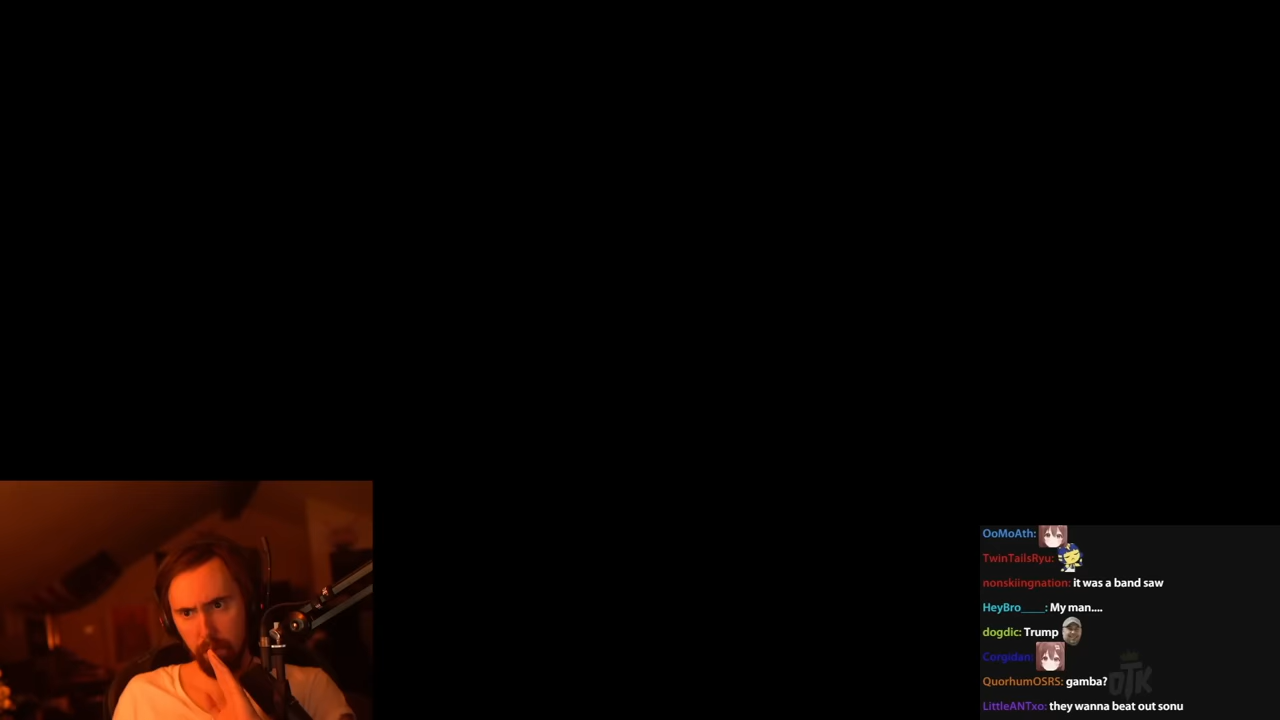 OoMoAth:
TwinTailsRyu:
nonskiingnation: it was a band saw
HeyBro____: My man....
dogdic: Trump
Corgidan:
QuorhumOSRS: gamba?
OTK
LittleANTxo: they wanna beat out sonu